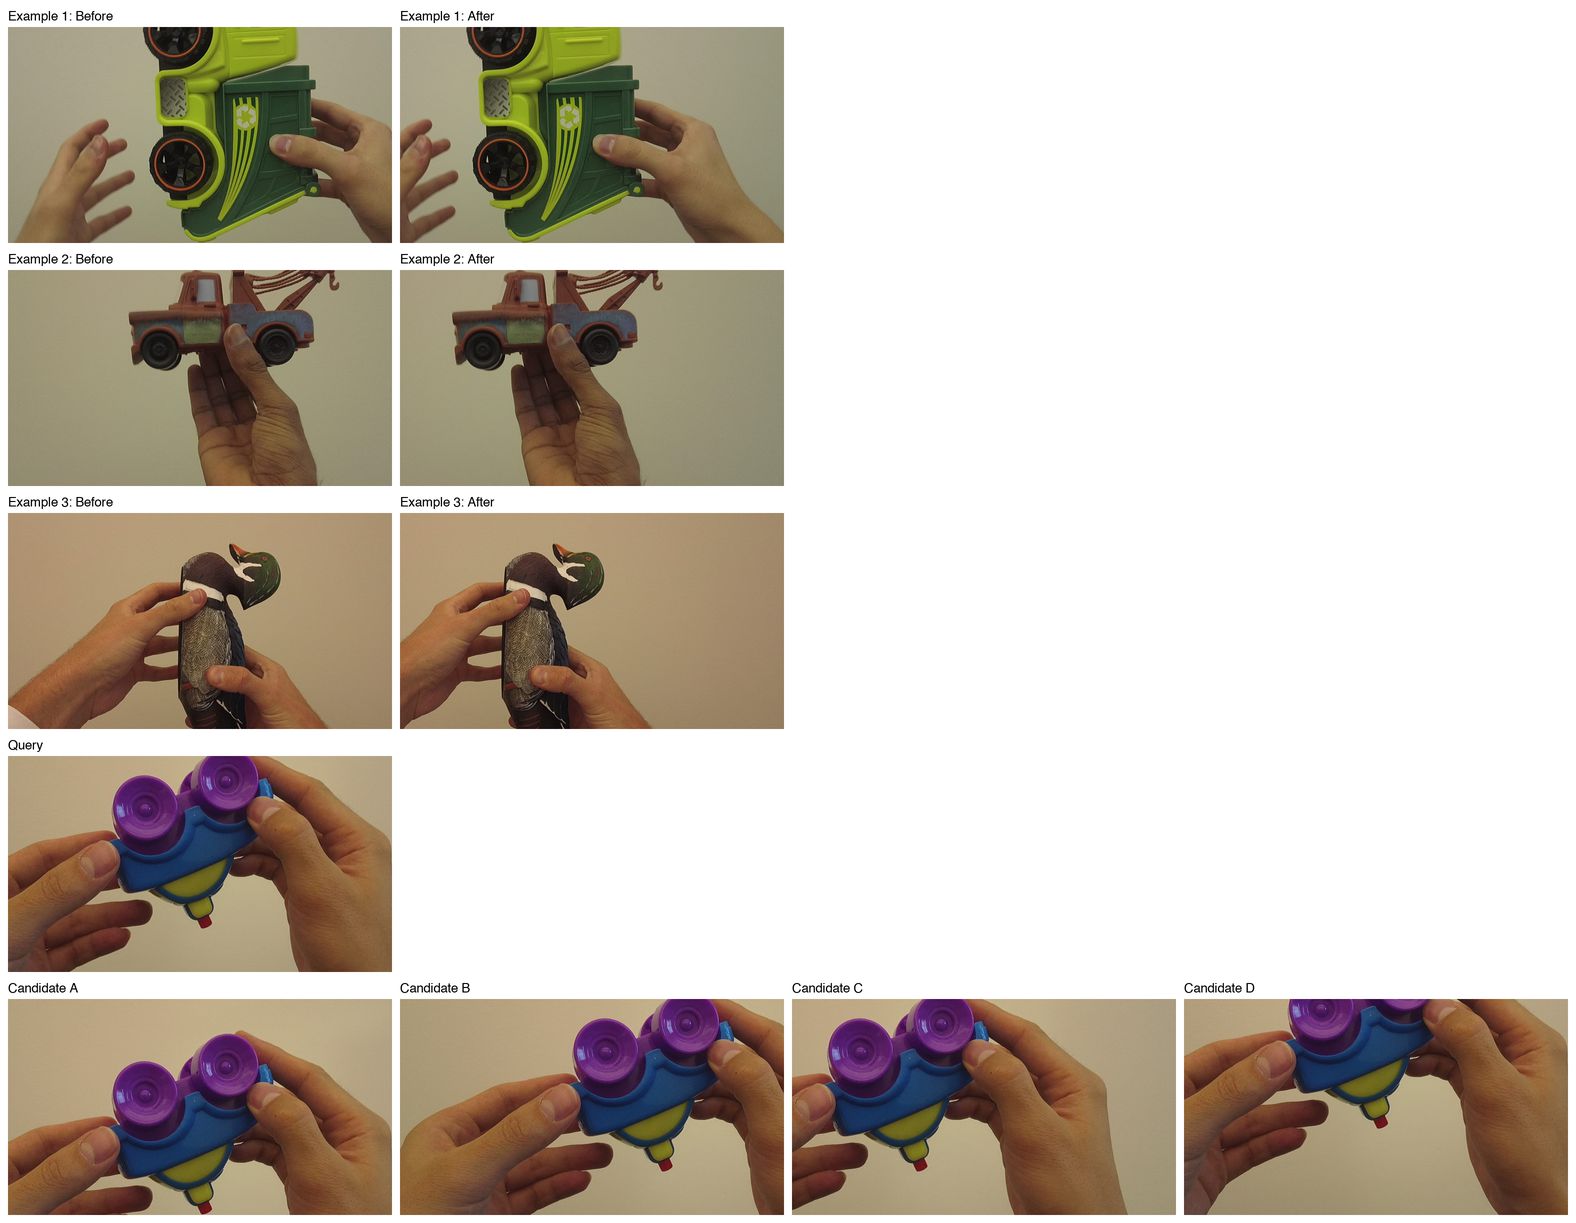 Example 1: Before
Example 1: After
Example 2: Before
Example 2: After
Example 3: Before
Example 3: After
Query
Candidate A
Candidate B
Candidate C
Candidate D